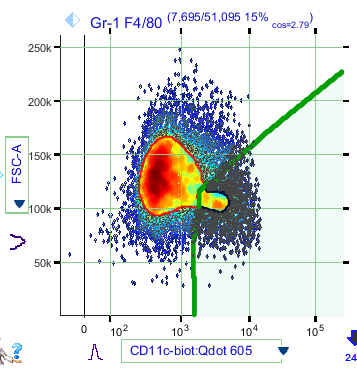 Gr-1 F4/80 (7,695/51,095 15% cos=2.79)
250k
200k
150k
FSC-A
100k
50k
0 10² 10³ 10⁴ 10⁵
CD11c-biot:Qdot 605
?
24